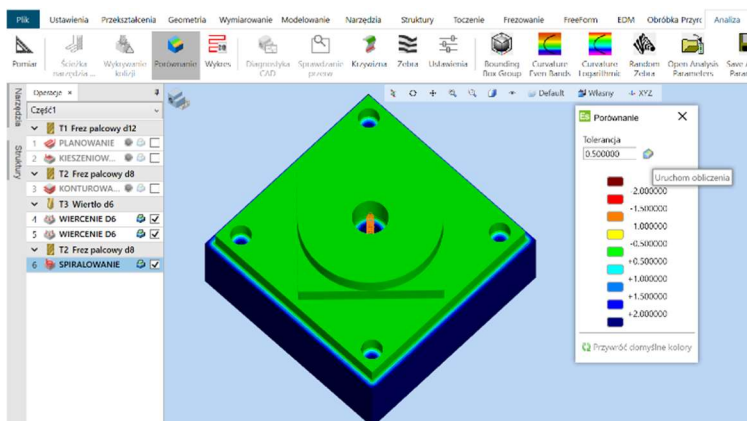 Plik Ustawienia Przekształcenia Geometria Wymiarowanie Modelowanie Narzędzia Struktury Toczenie Frezowanie FreeForm EDM Obróbka Przyrc Analiza
Pomiar Ścieżka narzędzia ... Wykrywanie kolizji Porównanie Wykres Diagnostyka CAD Sprawdzanie przerw Krzywizna Zebra Ustawienia Bounding Box Group Curvature Even Bands Curvature Logarithmic Random Zebra Open Analysis Parameters Save Para
Narzędzia
Struktury
Operacje ×
Część1
T1 Frez palcowy d12
1 PLANOWANIE
2 KIESZENIOW...
T2 Frez palcowy d8
3 KONTUROWA...
T3 Wiertło d6
4 WIERCENIE D6
5 WIERCENIE D6
T2 Frez palcowy d8
6 SPIRALOWANIE
Default Własny XYZ
Es Porównanie
Tolerancja
0.500000
Uruchom obliczenia
-2.000000
-1.500000
1.000000
-0.500000
+0.500000
+1.000000
+1.500000
+2.000000
Przywróć domyślne kolory